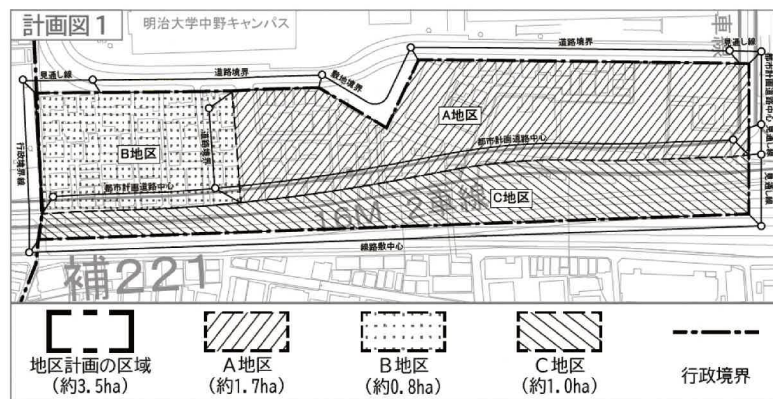 計画図1
明治大学中野キャンパス
車線
見通し線
道路境界
敷地境界
道路境界
見通し線
都市計画道路中心
見通し線
見通し線
行政境界線
B地区
道路境界
A地区
都市計画道路中心
都市計画道路中心
16M 2車線
C地区
線路敷中心
補221
地区計画の区域
(約3.5ha)
A地区
(約1.7ha)
B地区
(約0.8ha)
C地区
(約1.0ha)
行政境界